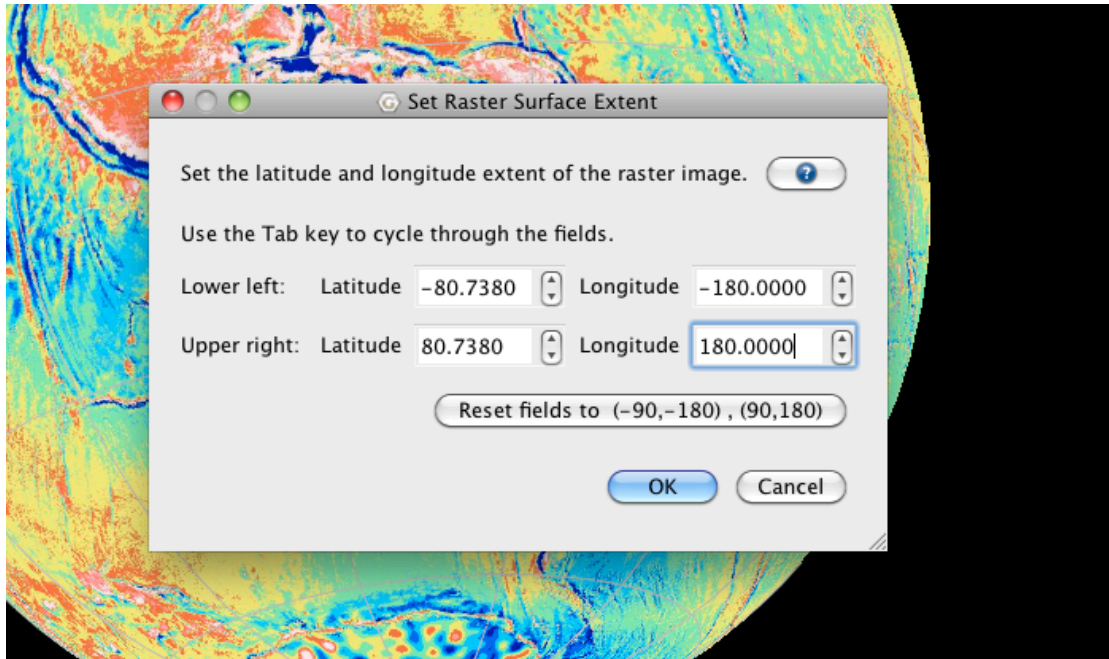 Set Raster Surface Extent
Set the latitude and longitude extent of the raster image.
Use the Tab key to cycle through the fields.
Lower left: Latitude -80.7380 Longitude -180.0000
Upper right: Latitude 80.7380 Longitude 180.0000
Reset fields to (-90,-180) , (90,180)
OK Cancel